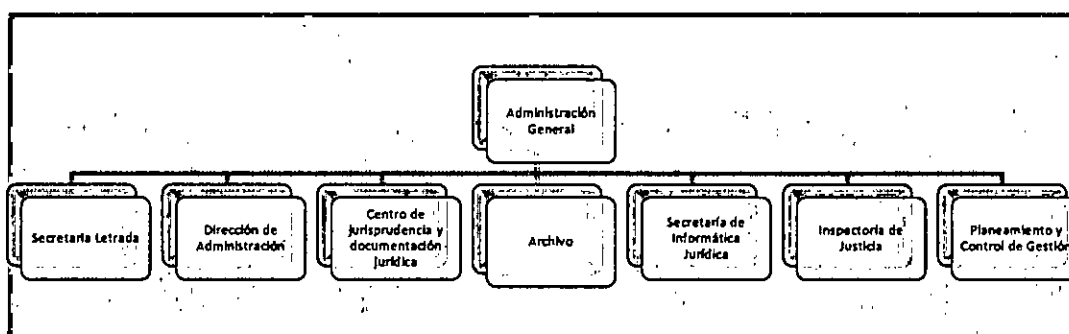 Administración
General
Secretaria Letrada
Dirección de
Administración
Centro de
jurisprudencia y
documentación
jurídica
Archivo
Secretaría de
Informática
Jurídica
Inspectoría de
Justicia
Planeamiento y
Control de Gestión